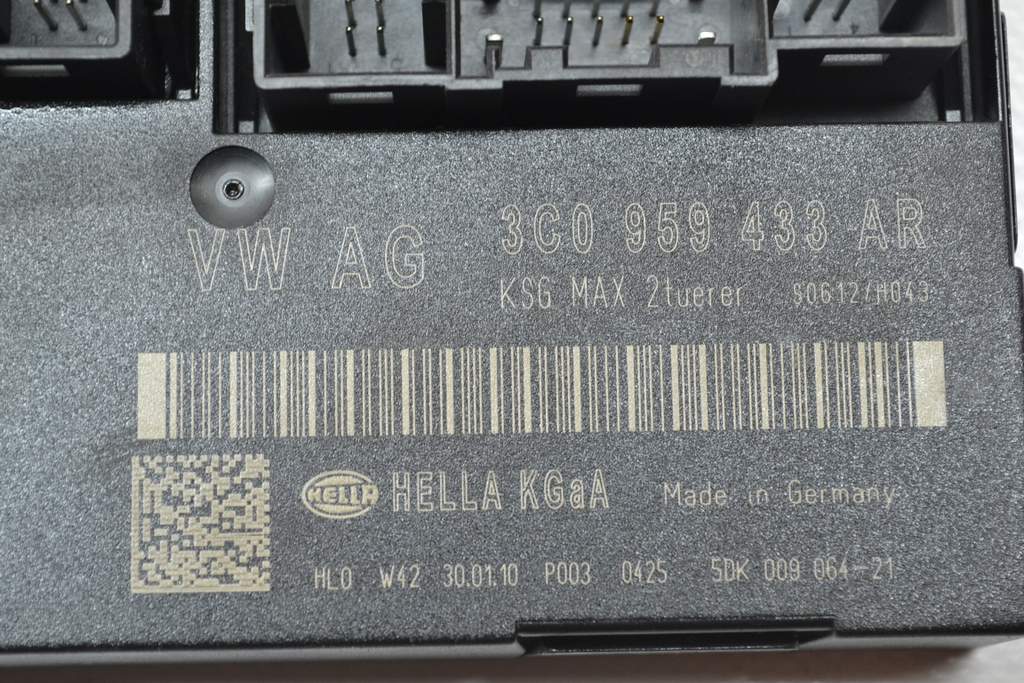 VW AG 3C0 959 433 AR
KSG MAX 2tuerer S0612/H043
HELLA HELLA KGaA Made in Germany
HLO W42 30.01.10 P003 0425 5DK 009 064-21